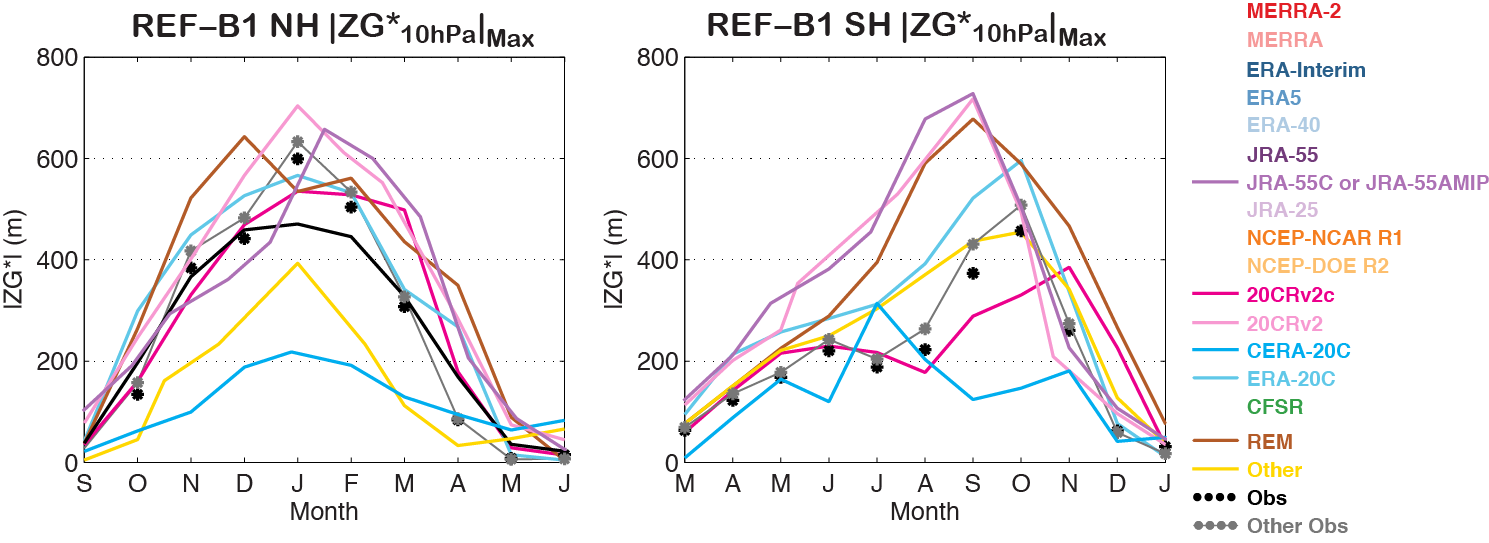 REF–B1 NH |ZG*10hPa|Max
|ZG*| (m)
800
600
400
200
0
S O N D J F M A M J
Month
REF–B1 SH |ZG*10hPa|Max
|ZG*| (m)
800
600
400
200
0
M A M J J A S O N D J
Month
MERRA-2
MERRA
ERA-Interim
ERA5
ERA-40
JRA-55
JRA-55C or JRA-55AMIP
JRA-25
NCEP-NCAR R1
NCEP-DOE R2
20CRv2c
20CRv2
CERA-20C
ERA-20C
CFSR
REM
Other
Obs
Other Obs